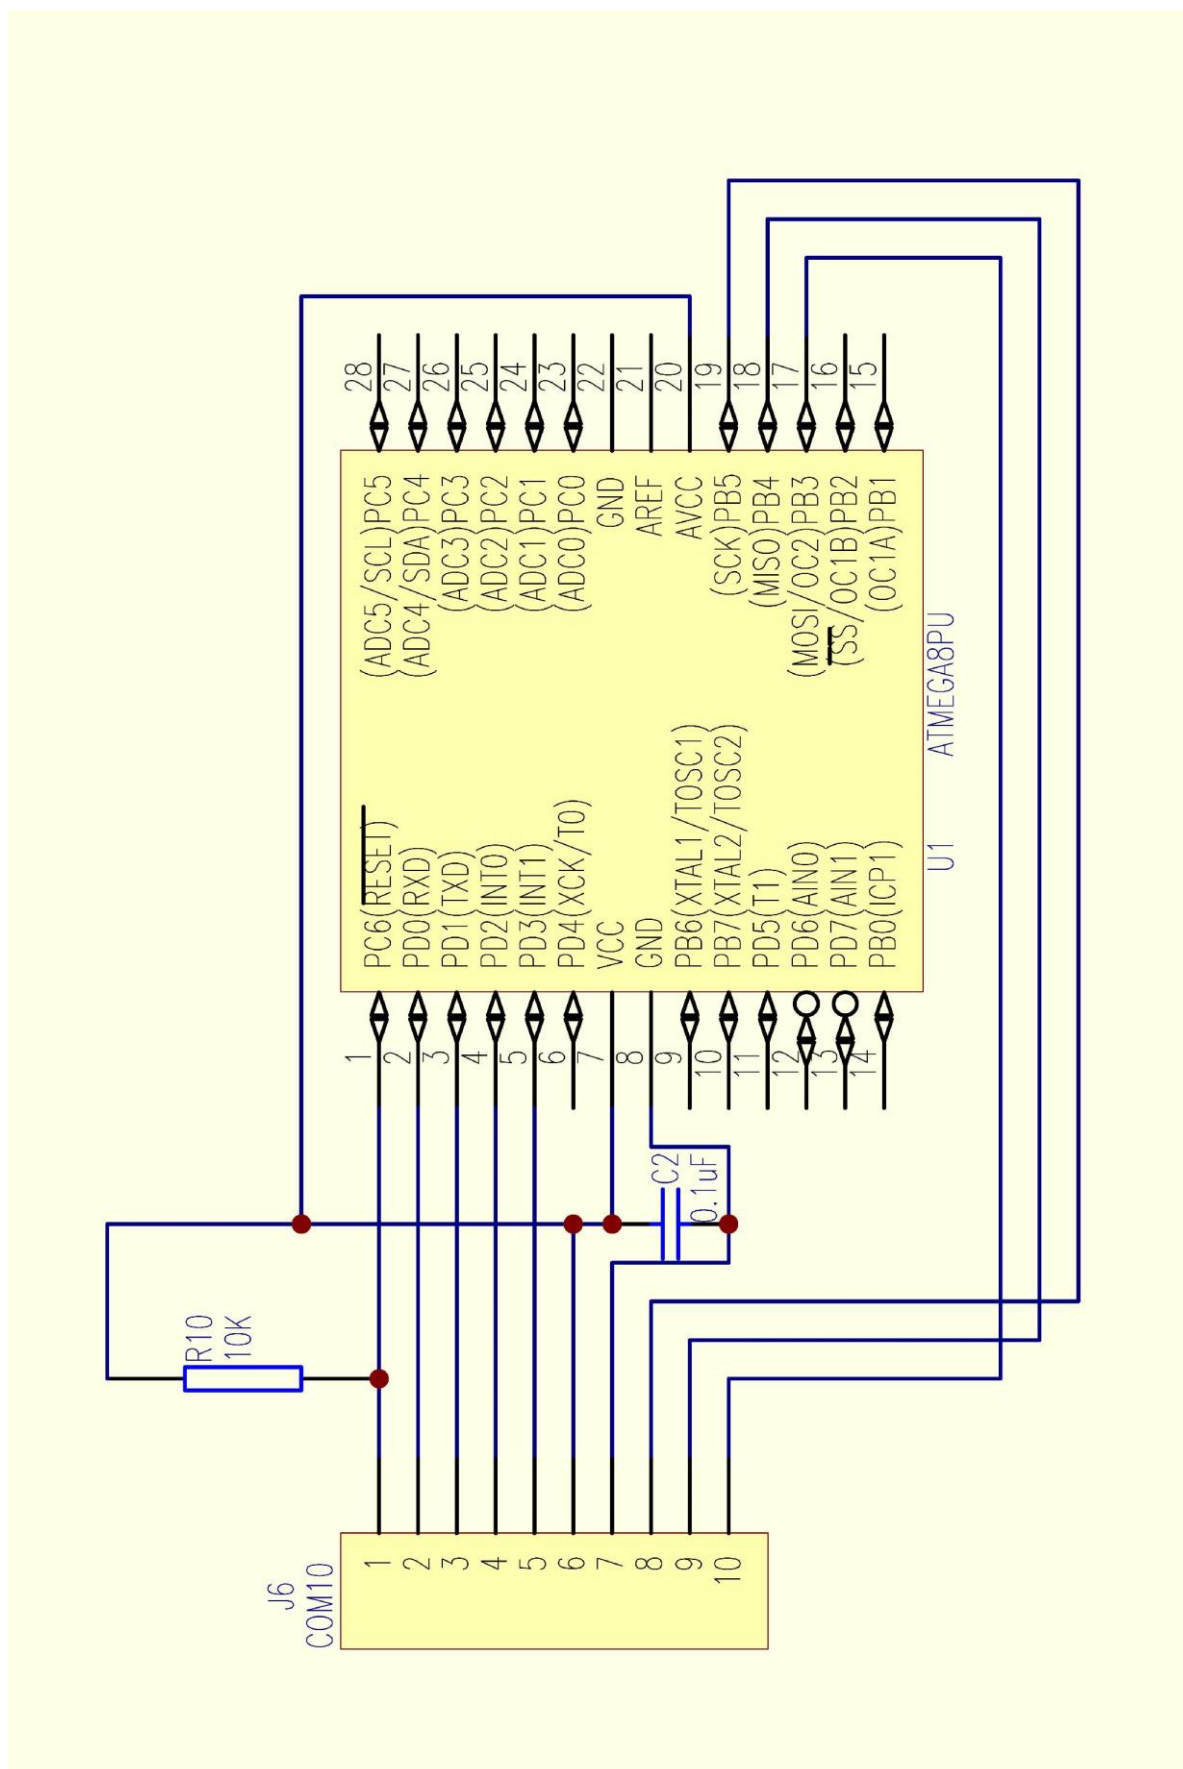 28
27
26
25
24
23
22
21
20
19
18
17
16
15
(ADC5/SCL)PC5
(ADC4/SDA)PC4
(ADC3)PC3
(ADC2)PC2
(ADC1)PC1
(ADC0)PC0
GND
AREF
AVCC
(SCK)PB5
(MISO)PB4
(MOSI/OC2)PB3
(SS/OC1B)PB2
(OC1A)PB1
PC6(RESET)
PD0(RXD)
PD1(TXD)
PD2(INT0)
PD3(INT1)
PD4(XCK/T0)
VCC
GND
PB6(XTAL1/TOSC1)
PB7(XTAL2/TOSC2)
PD5(T1)
PD6(AIN0)
PD7(AIN1)
PB0(ICP1)
U1
ATMEGA8PU
1
2
3
4
5
6
7
8
9
10
11
12
13
14
C2
0.1uF
R10
10K
J6
COM10
1
2
3
4
5
6
7
8
9
10